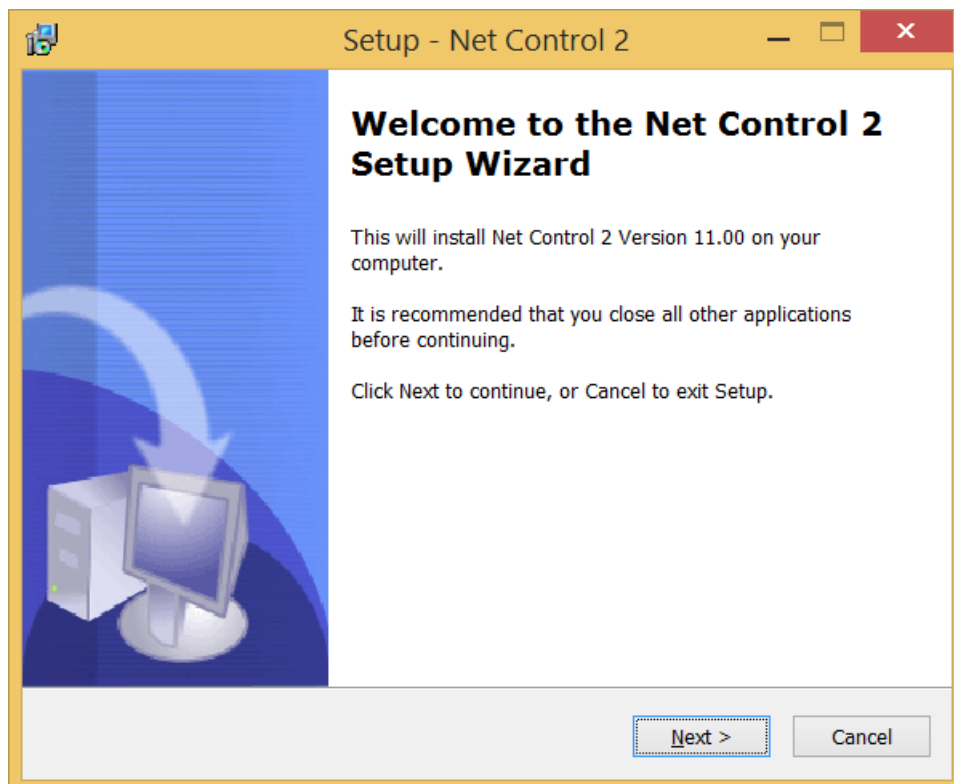 Setup - Net Control 2
Welcome to the Net Control 2
Setup Wizard
This will install Net Control 2 Version 11.00 on your
computer.
It is recommended that you close all other applications
before continuing.
Click Next to continue, or Cancel to exit Setup.
Next >
Cancel